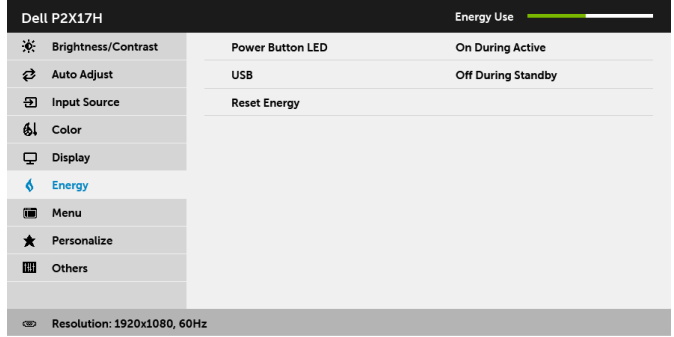 Dell P2X17H Energy Use
Brightness/Contrast Power Button LED On During Active
Auto Adjust USB Off During Standby
Input Source Reset Energy
Color
Display
Energy
Menu
Personalize
Others
Resolution: 1920x1080, 60Hz